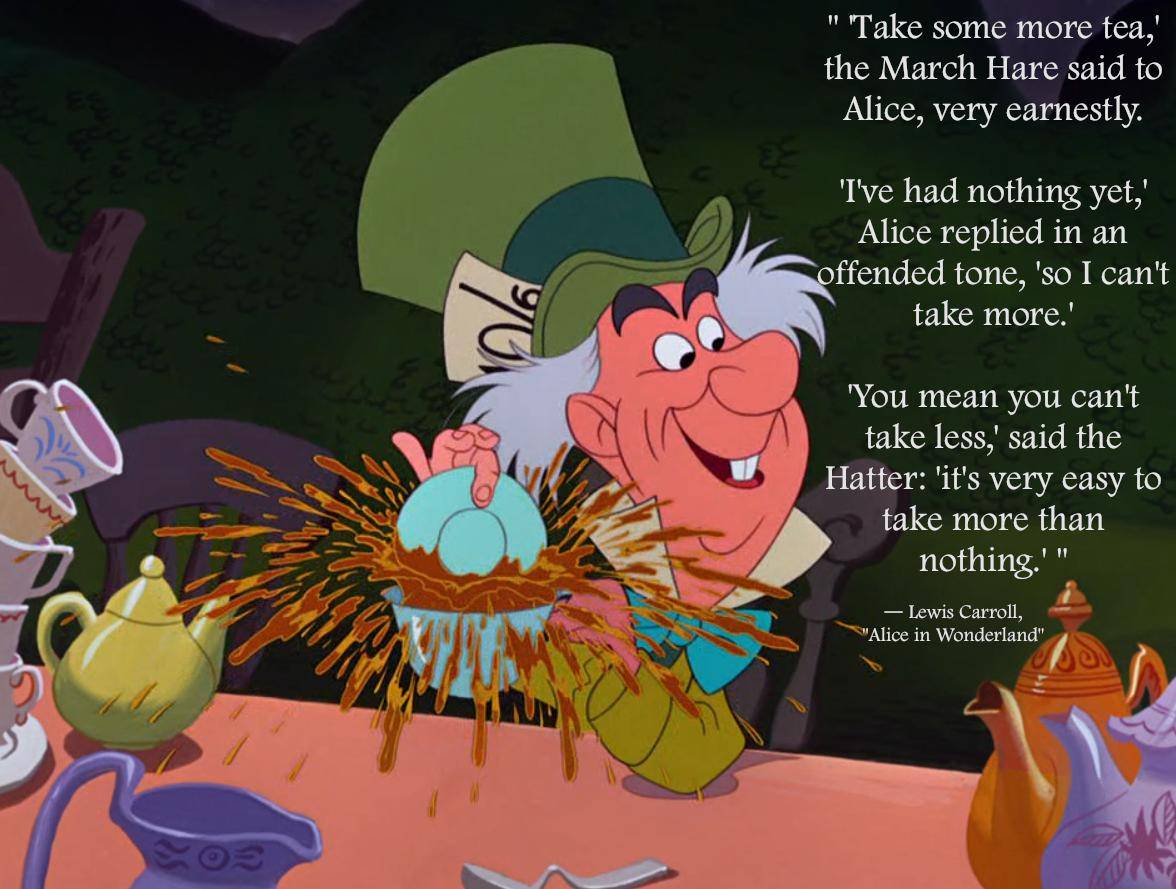 " 'Take some more tea,'
the March Hare said to
Alice, very earnestly.
'I've had nothing yet,'
Alice replied in an
offended tone, 'so I can't
take more.'
'You mean you can't
take less,' said the
Hatter: 'it's very easy to
take more than
nothing.' "
— Lewis Carroll,
"Alice in Wonderland"
10/6